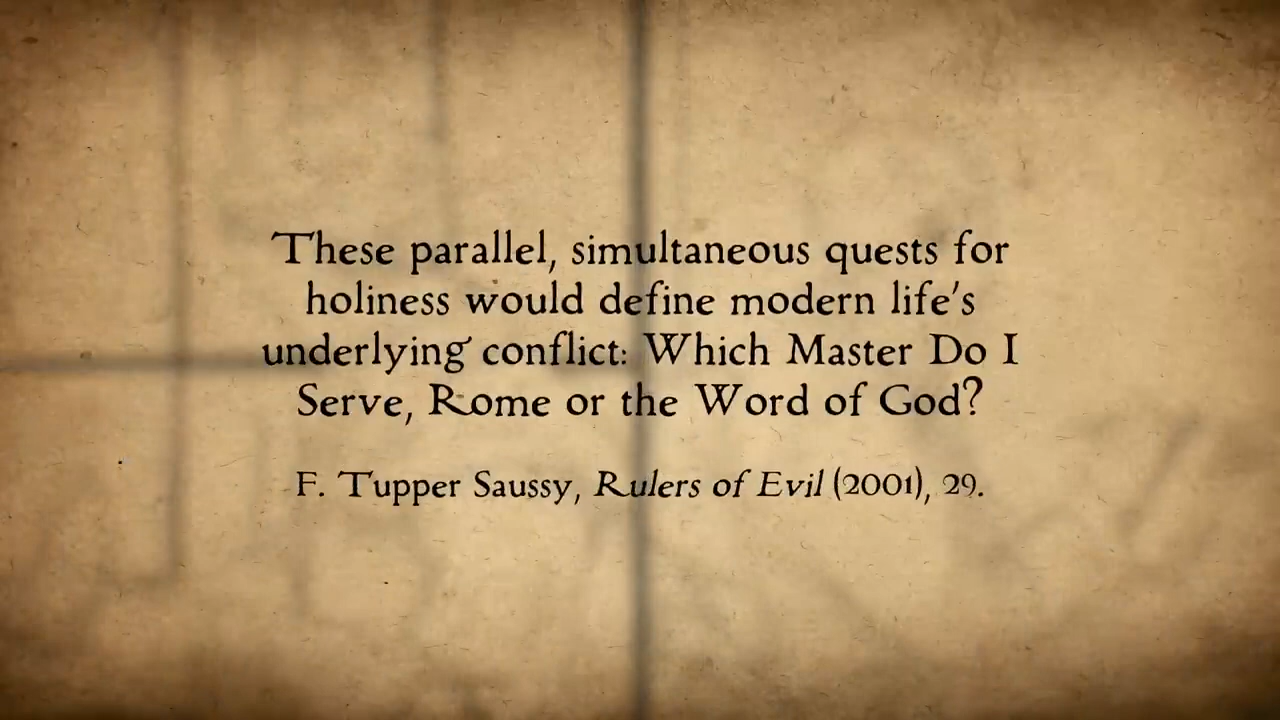 These parallel, simultaneous quests for
holiness would define modern life's
underlying conflict: Which Master Do I
Serve, Rome or the Word of God?
F. Tupper Saussy, Rulers of Evil (2001), 29.